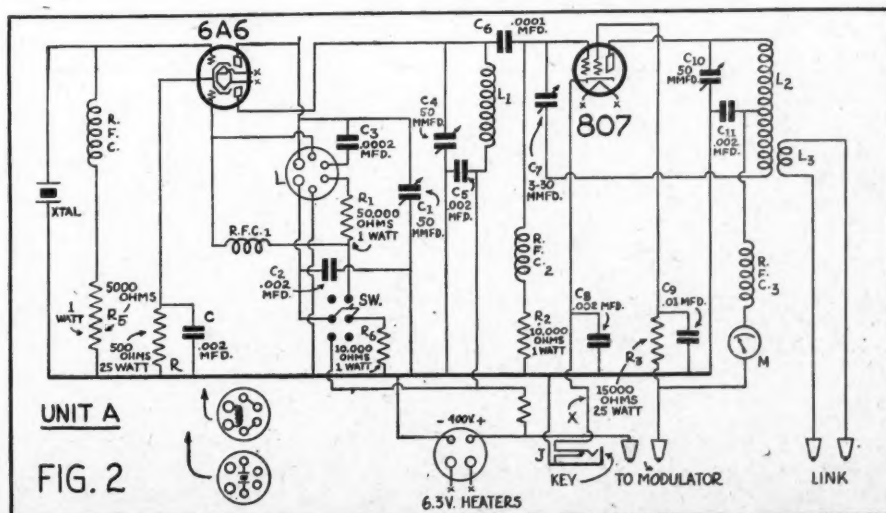 6A6
R.
F.
C.
XTAL
5000
OHMS
1
WATT
R5
500
OHMS
25 WATT
R
C
.002
MFD.
L
R.F.C.1
C3
.0002
MFD.
R1
50,000
OHMS
1 WATT
C1
50
MMFD.
C2
.002
MFD.
SW.
R6
10,000
OHMS
1 WATT
C4
50
MMFD.
C5
.002
MFD.
L1
C6
.0001
MFD.
C7
3-30
MMFD.
807
R.
F.
C.
2
R2
10,000
OHMS
1 WATT
C8
.002 MFD.
C9
.01 MFD.
R3
15000
OHMS
25 WATT
C10
50
MMFD.
C11
.002
MFD.
L2
L3
R.
F.
C.
3
M
X
J
KEY
TO MODULATOR
LINK
- 400V. +
x x
6.3V. HEATERS
UNIT A
FIG. 2